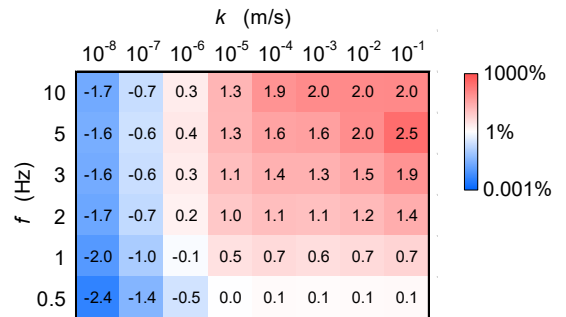 k (m/s)
10⁻⁸ 10⁻⁷ 10⁻⁶ 10⁻⁵ 10⁻⁴ 10⁻³ 10⁻² 10⁻¹
10 -1.7 -0.7 0.3 1.3 1.9 2.0 2.0 2.0
5 -1.6 -0.6 0.4 1.3 1.6 1.6 2.0 2.5
3 -1.6 -0.6 0.3 1.1 1.4 1.3 1.5 1.9
2 -1.7 -0.7 0.2 1.0 1.1 1.1 1.2 1.4
1 -2.0 -1.0 -0.1 0.5 0.7 0.6 0.7 0.7
0.5 -2.4 -1.4 -0.5 0.0 0.1 0.1 0.1 0.1
f (Hz)
1000%
1%
0.001%